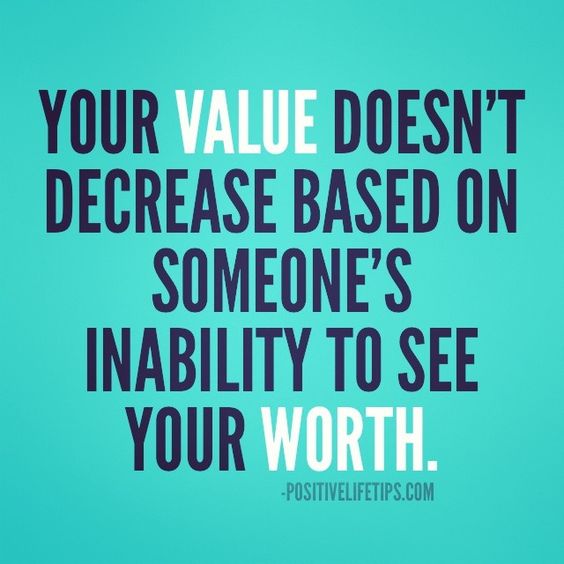 YOUR VALUE DOESN'T
DECREASE BASED ON
SOMEONE'S
INABILITY TO SEE
YOUR WORTH.
-POSITIVELIFETIPS.COM